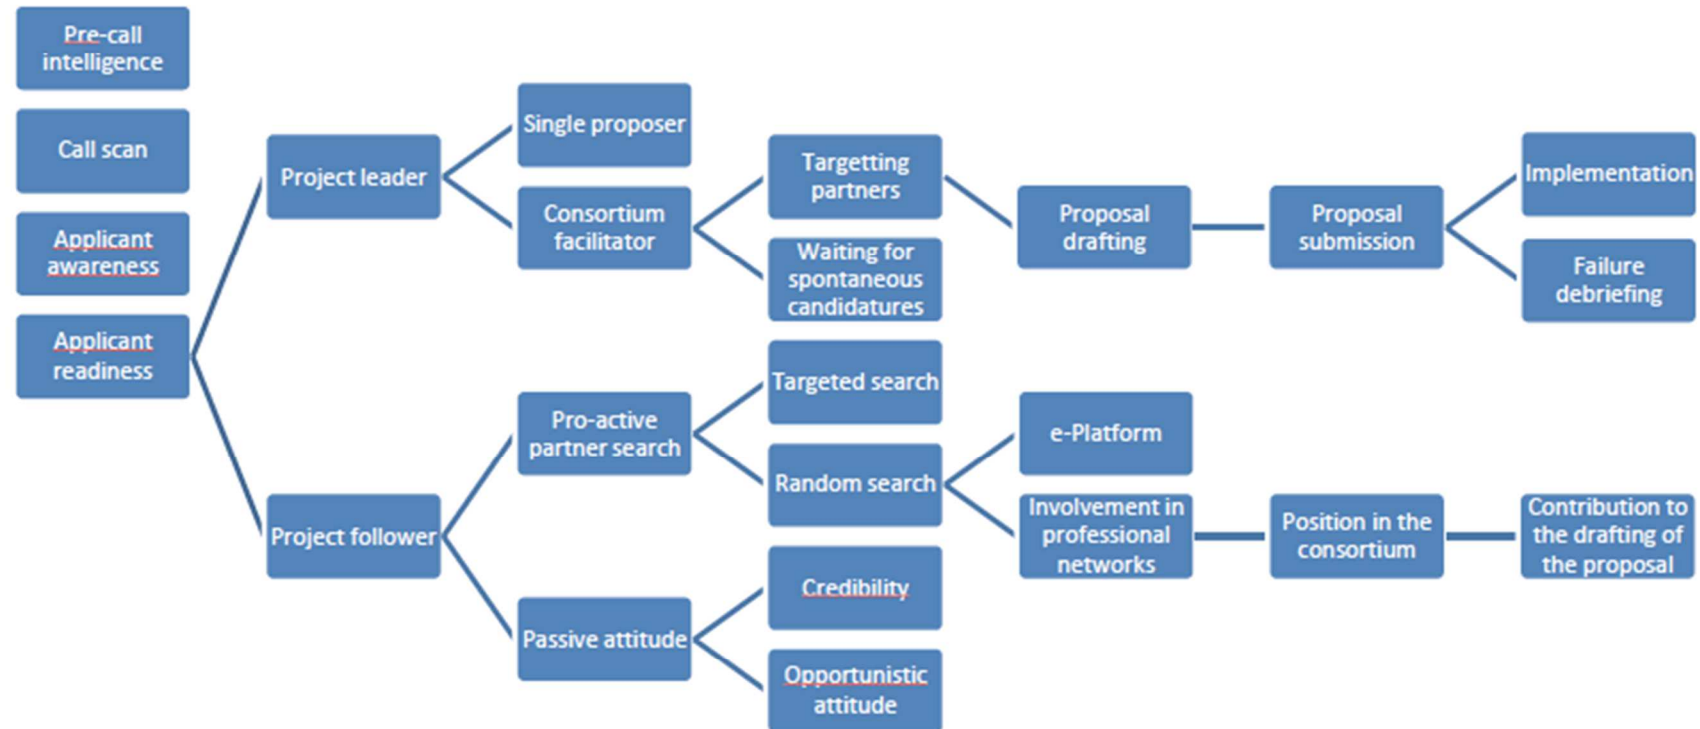 Pre-call
intelligence
Call scan
Applicant
awareness
Applicant
readiness
Project leader
Project follower
Single proposer
Consortium
facilitator
Pro-active
partner search
Passive attitude
Targetting
partners
Waiting for
spontaneous
candidatures
Targeted search
Random search
Credibility
Opportunistic
attitude
Proposal
drafting
e-Platform
Involvement in
professional
networks
Proposal
submission
Position in the
consortium
Implementation
Failure
debriefing
Contribution to
the drafting of
the proposal